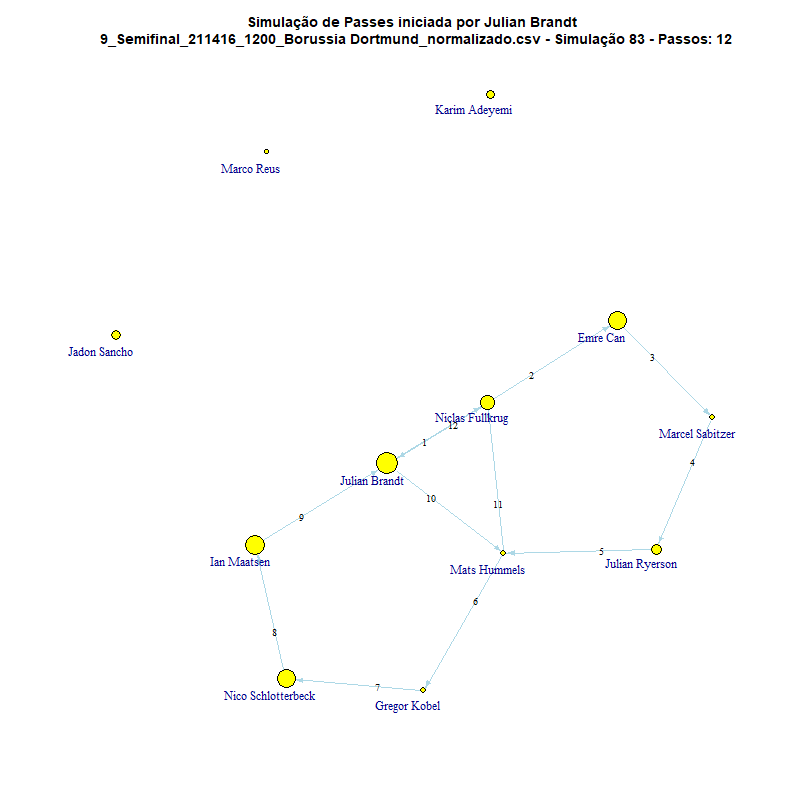 Simulação de Passes iniciada por Julian Brandt
9_Semifinal_211416_1200_Borussia Dortmund_normalizado.csv - Simulação 83 - Passos: 12
Karim Adeyemi
Marco Reus
Emre Can
Jadon Sancho
3
2
Niclas Fullkrug
12
Marcel Sabitzer
1
4
Julian Brandt
10
11
9
5
Ian Maatsen
Mats Hummels
Julian Ryerson
6
8
7
Nico Schlotterbeck
Gregor Kobel